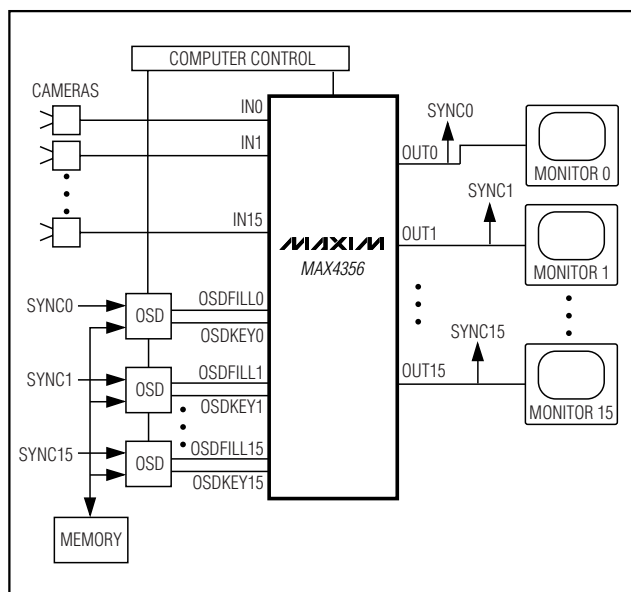 COMPUTER CONTROL
CAMERAS
IN0
IN1
IN15
SYNC0
OUT0
MONITOR 0
SYNC1
OUT1
MONITOR 1
SYNC15
OUT15
MONITOR 15
MAXIM
MAX4356
SYNC0
OSD
OSDFILL0
OSDKEY0
SYNC1
OSD
OSDFILL1
OSDKEY1
SYNC15
OSD
OSDFILL15
OSDKEY15
MEMORY